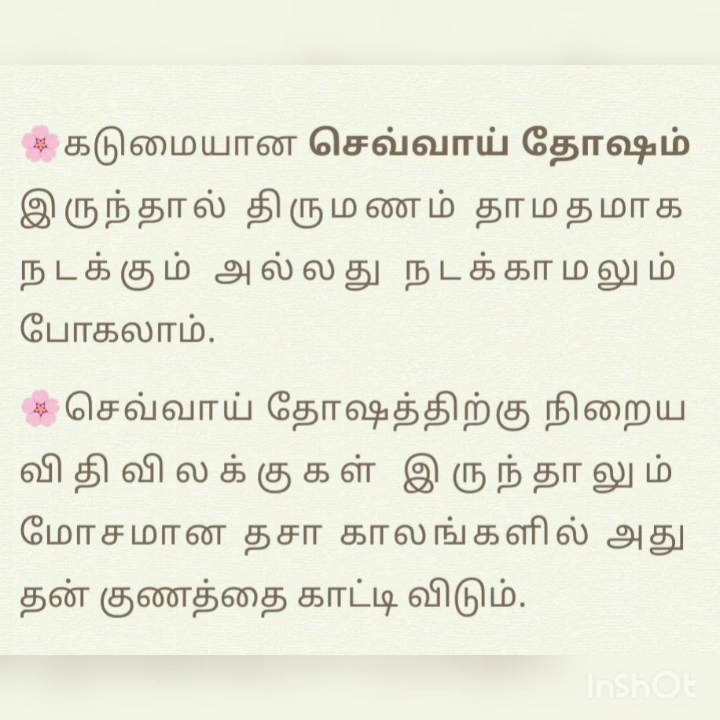 🌸கடுமையான செவ்வாய் தோஷம்
இருந்தால் திருமணம் தாமதமாக
நடக்கும் அல்லது நடக்காமலும்
போகலாம்.
🌸செவ்வாய் தோஷத்திற்கு நிறைய
விதிவிலக்குகள் இருந்தாலும்
மோசமான தசா காலங்களில் அது
தன் குணத்தை காட்டி விடும்.
InShOt